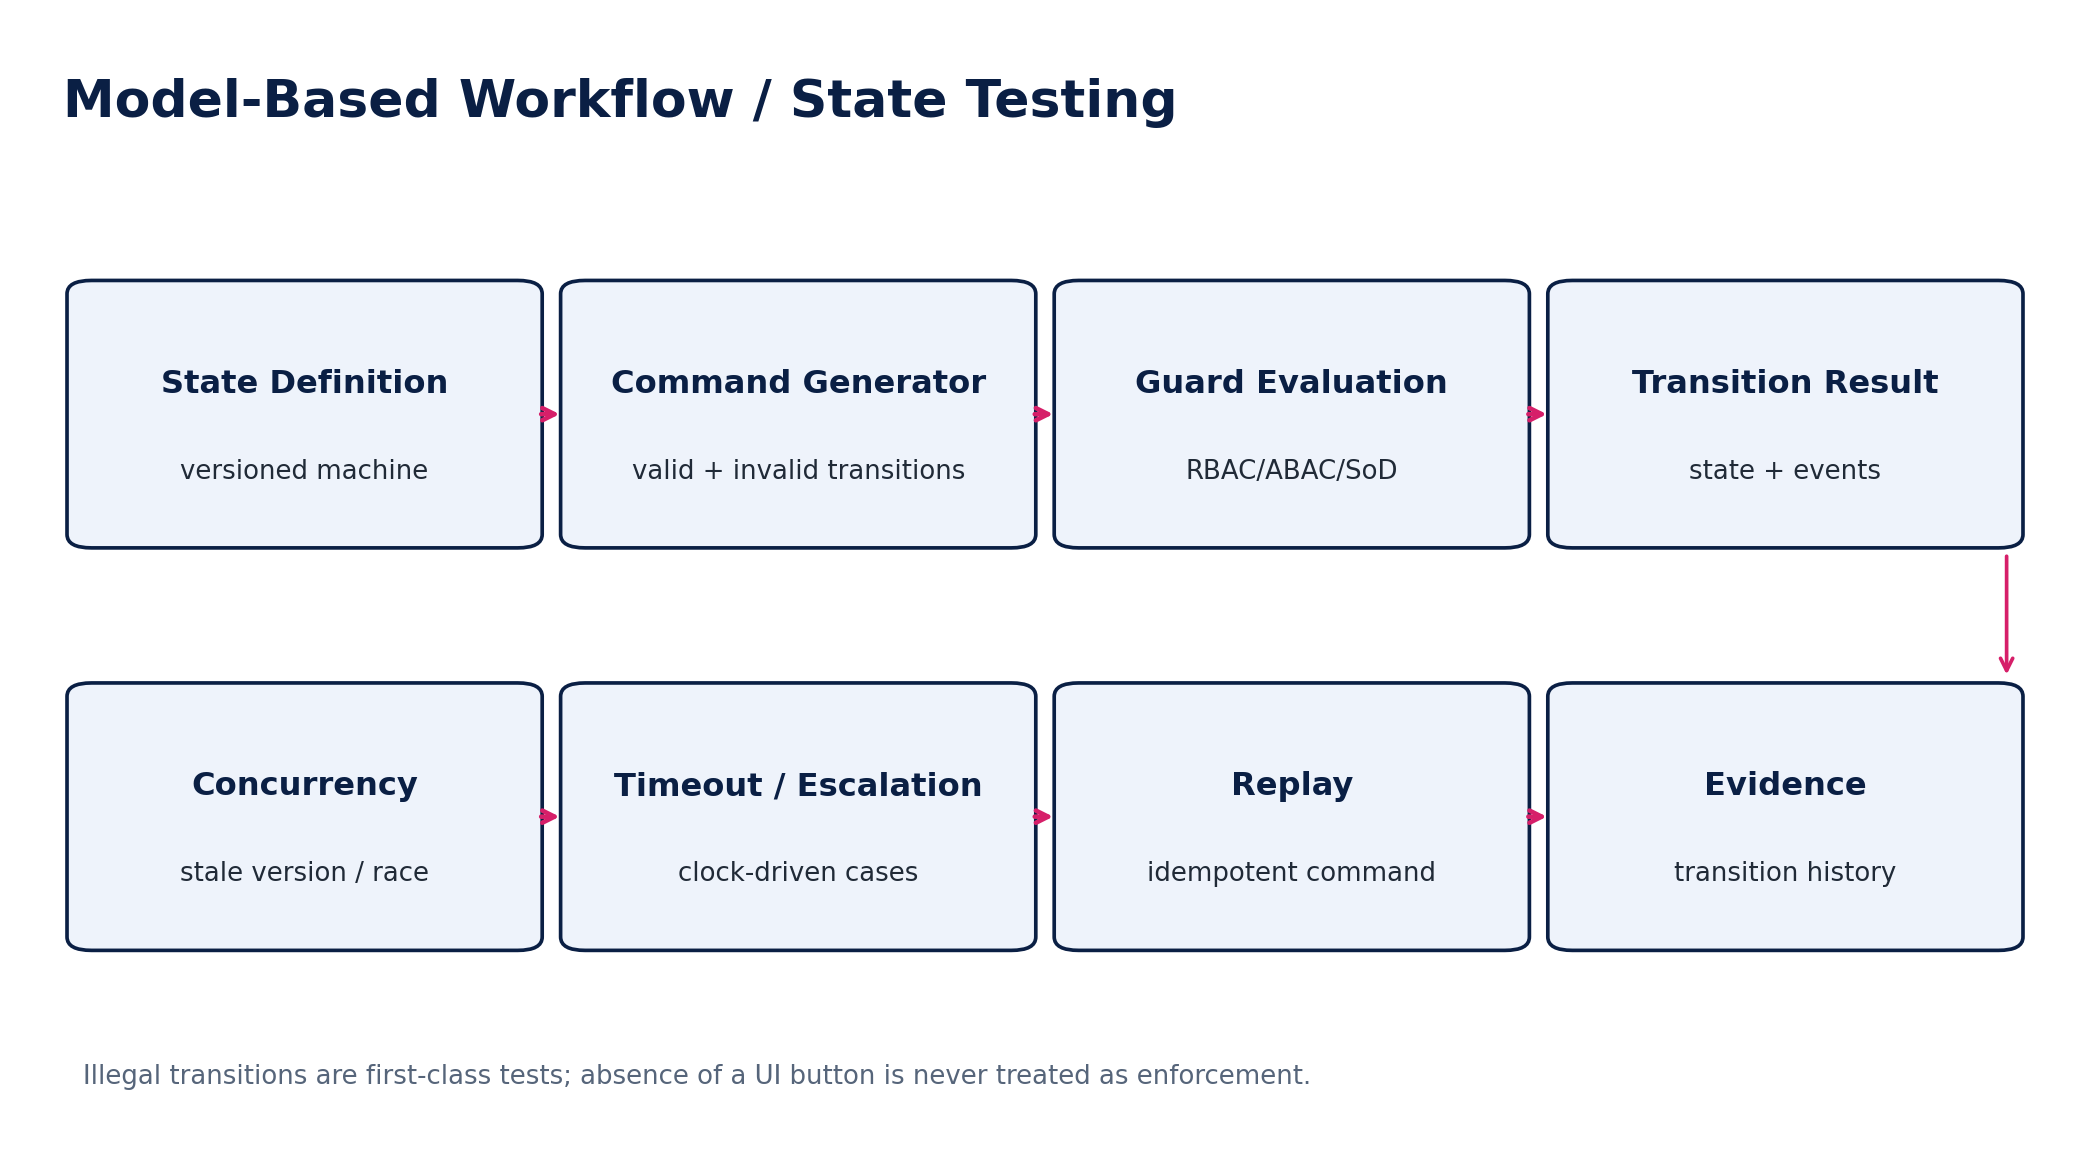 Model-Based Workflow / State Testing
State Definition
versioned machine
Command Generator
valid + invalid transitions
Guard Evaluation
RBAC/ABAC/SoD
Transition Result
state + events
Concurrency
stale version / race
Timeout / Escalation
clock-driven cases
Replay
idempotent command
Evidence
transition history
Illegal transitions are first-class tests; absence of a UI button is never treated as enforcement.